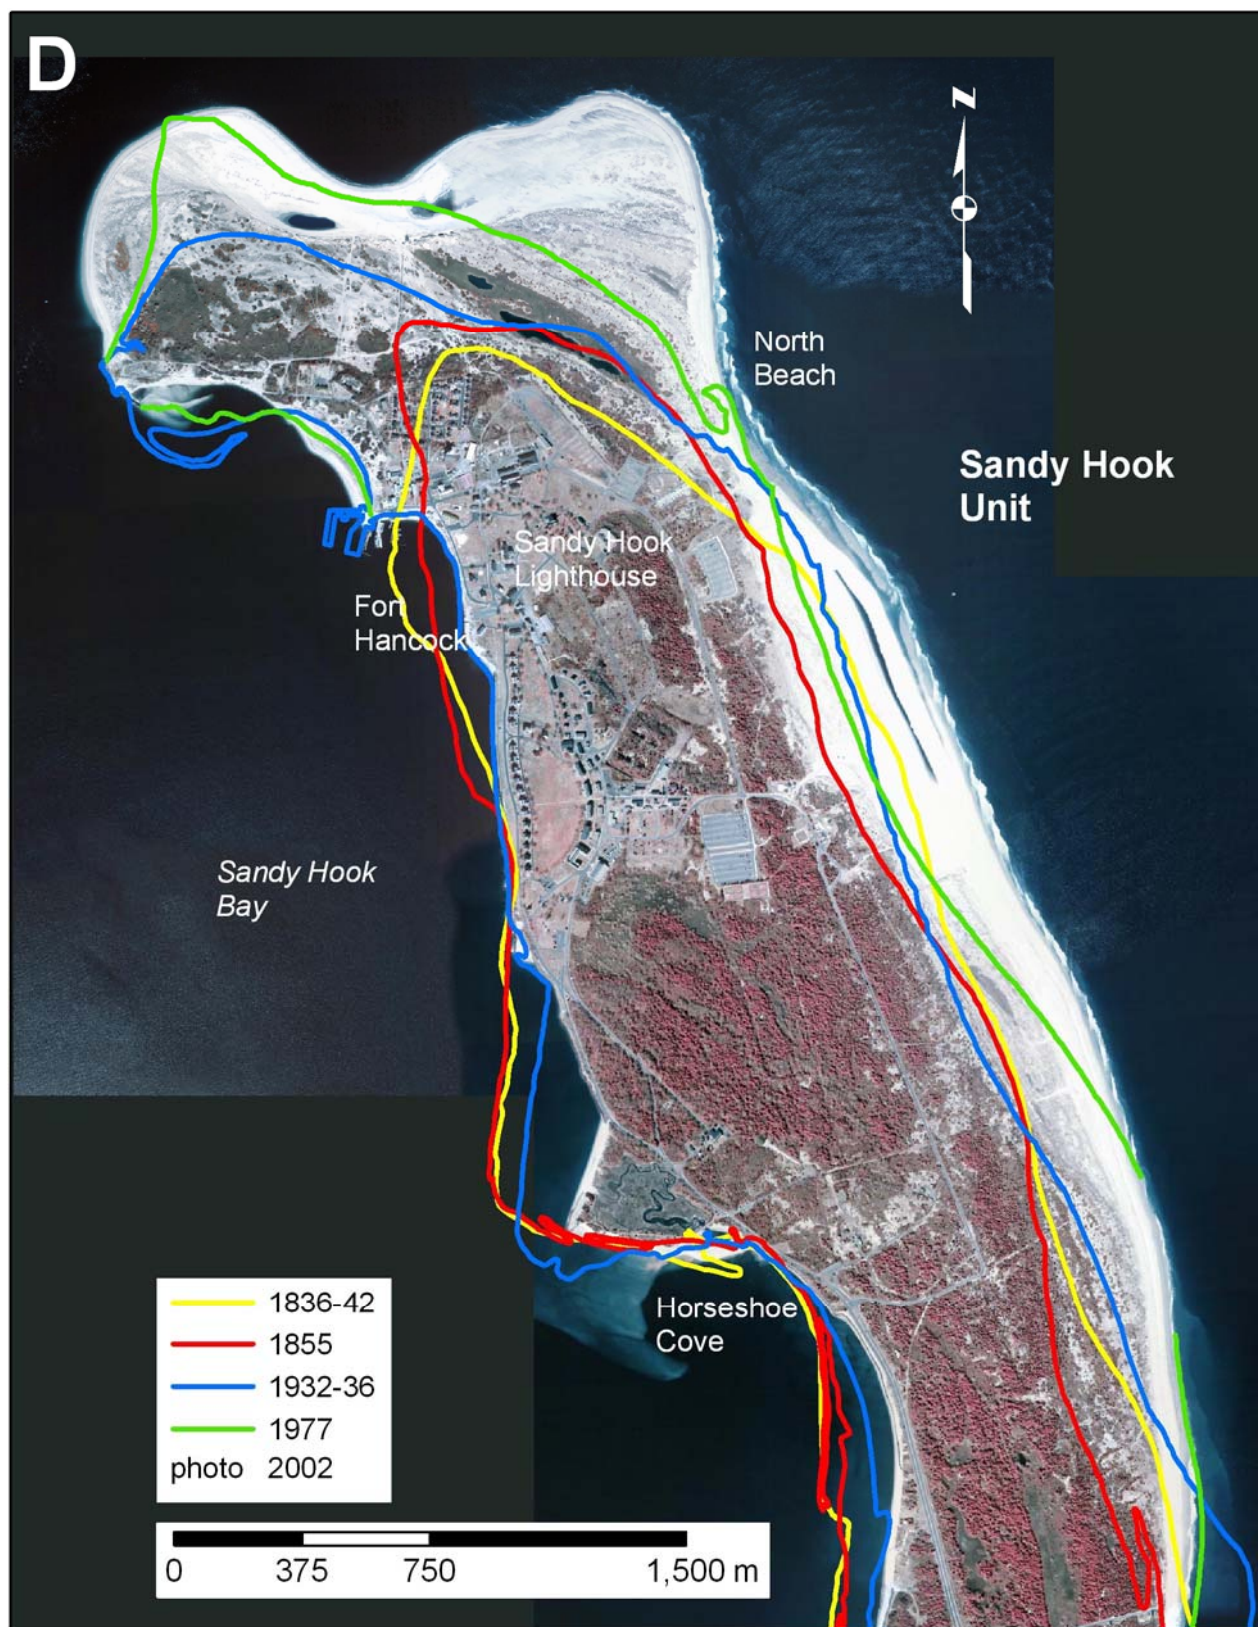 D
N
North
Beach
Sandy Hook
Unit
Sandy Hook
Lighthouse
Fort
Hancock
Sandy Hook
Bay
Horseshoe
Cove
1836-42
1855
1932-36
1977
photo 2002
0 375 750 1,500 m